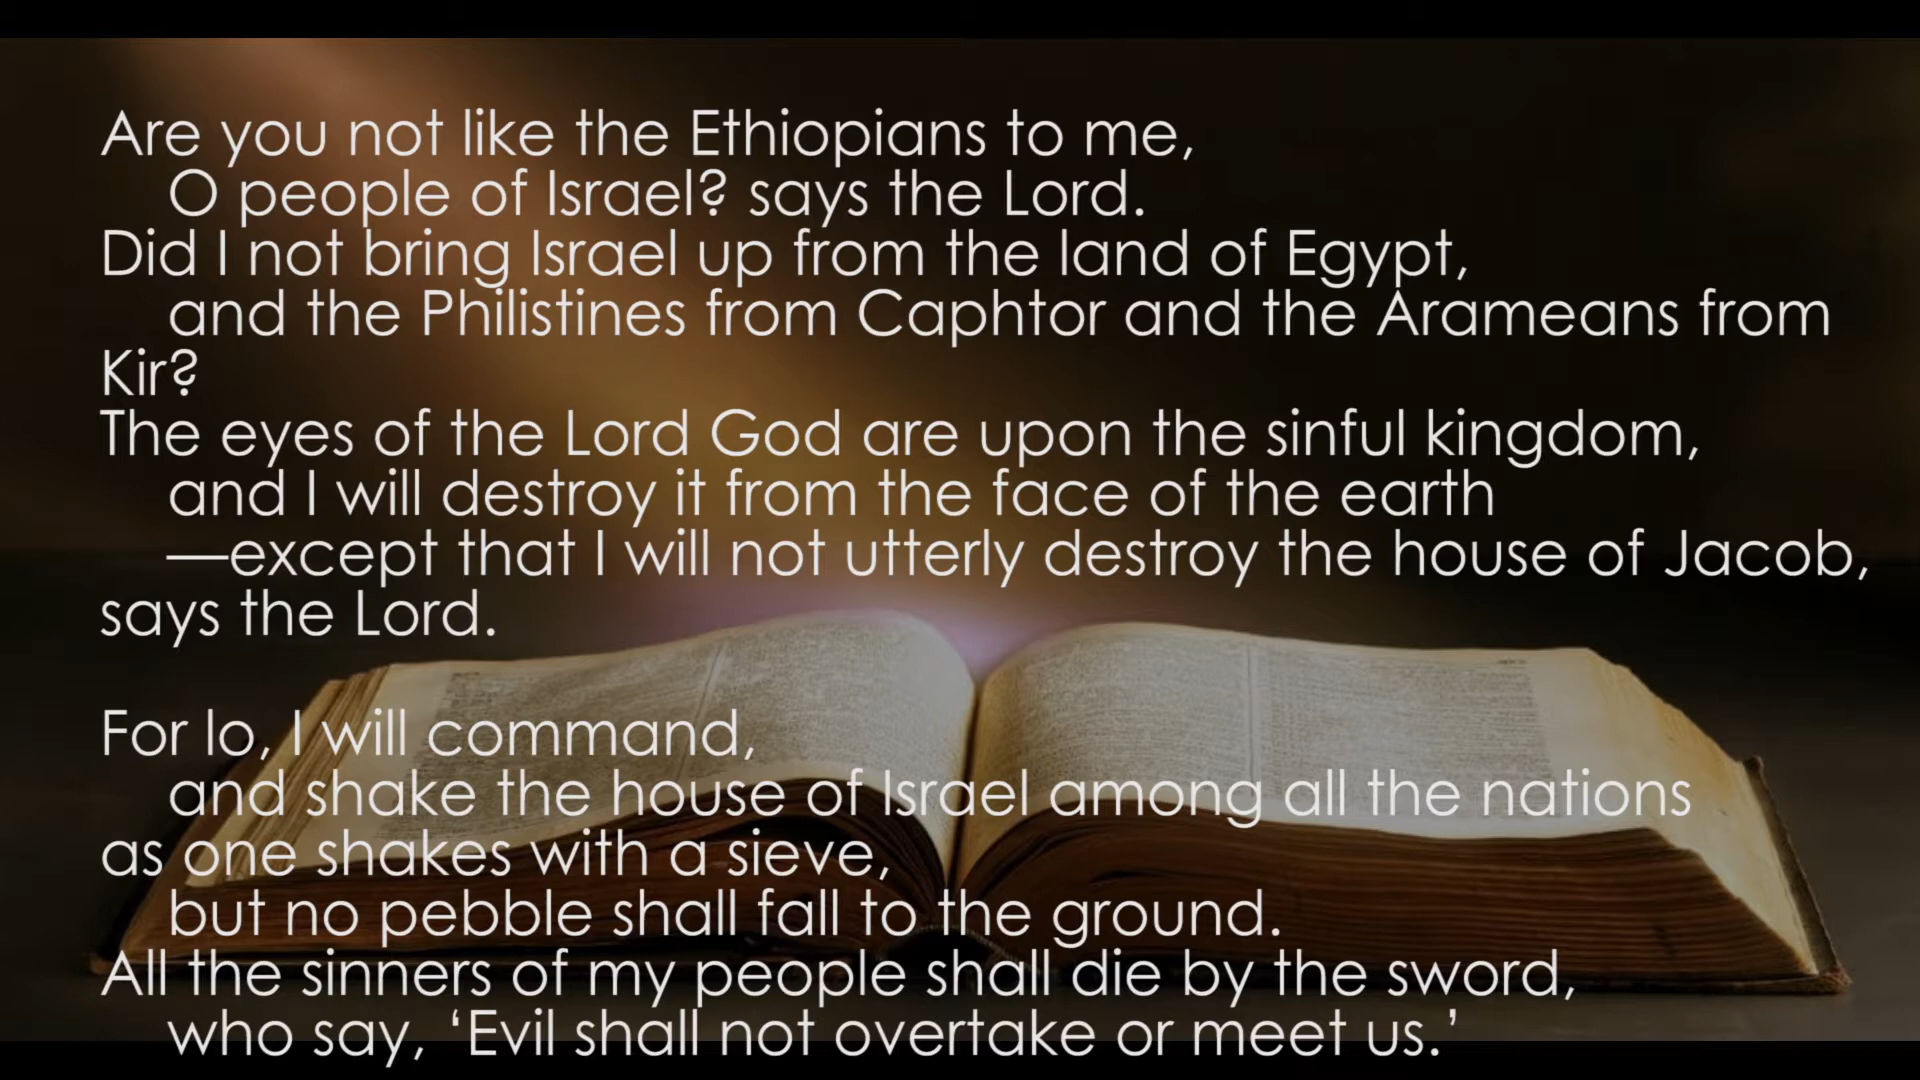 Are you not like the Ethiopians to me,
O people of Israel? says the Lord.
Did I not bring Israel up from the land of Egypt,
and the Philistines from Caphtor and the Arameans from
Kir?
The eyes of the Lord God are upon the sinful kingdom,
and I will destroy it from the face of the earth
—except that I will not utterly destroy the house of Jacob,
says the Lord.
For lo, I will command,
and shake the house of Israel among all the nations
as one shakes with a sieve,
but no pebble shall fall to the ground.
All the sinners of my people shall die by the sword,
who say, ‘Evil shall not overtake or meet us.’